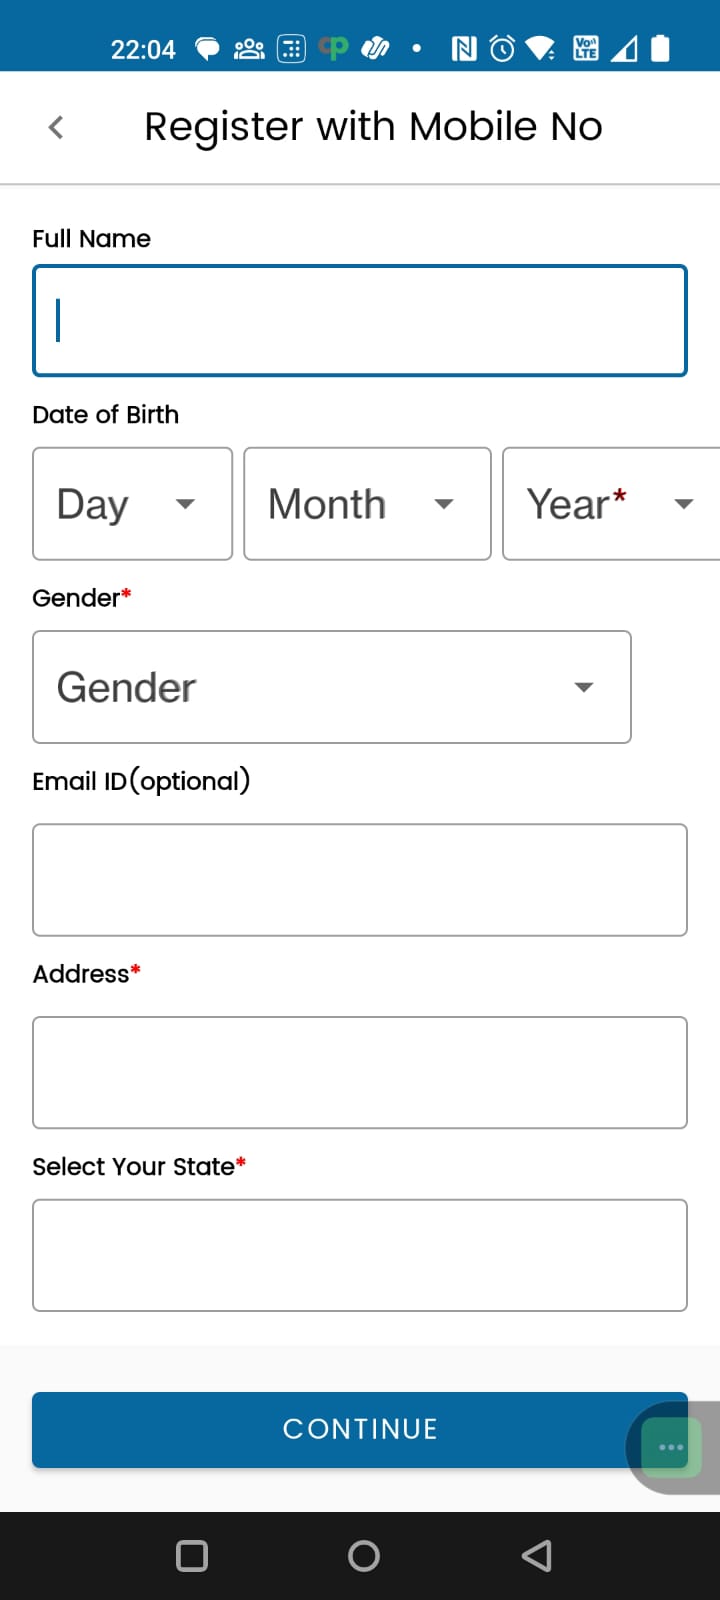 22:04
Register with Mobile No
Full Name
Date of Birth
Day Month Year*
Gender*
Gender
Email ID(optional)
Address*
Select Your State*
CONTINUE